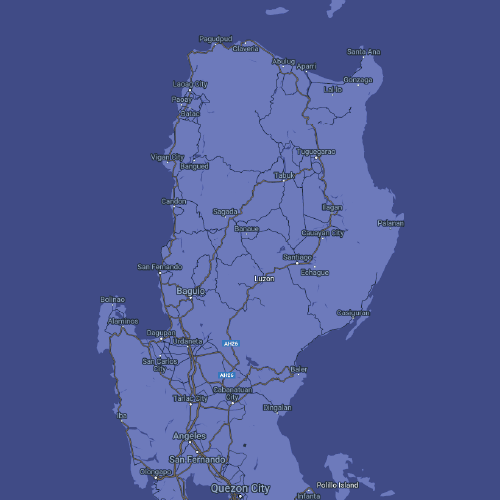 Pagudpud
Claveria
Santa Ana
Abulug
Aparri
Gonzaga
Laoag City
Lal-lo
Paoay
Batac
Tuguegarao
Vigan City
Bangued
Tabuk
Candon
Sagada
Ilagan
Palanan
Banaue
Cauayan City
Santiago
San Fernando
Echague
Luzon
Baguio
Bolinao
Casiguran
Alaminos
Dagupan
Urdaneta
AH26
San Carlos
City
Baler
AH26
Cabanatuan
City
Tarlac City
Dingalan
Iba
Angeles
San Fernando
Olongapo
Quezon City
Polillo Island
Infanta